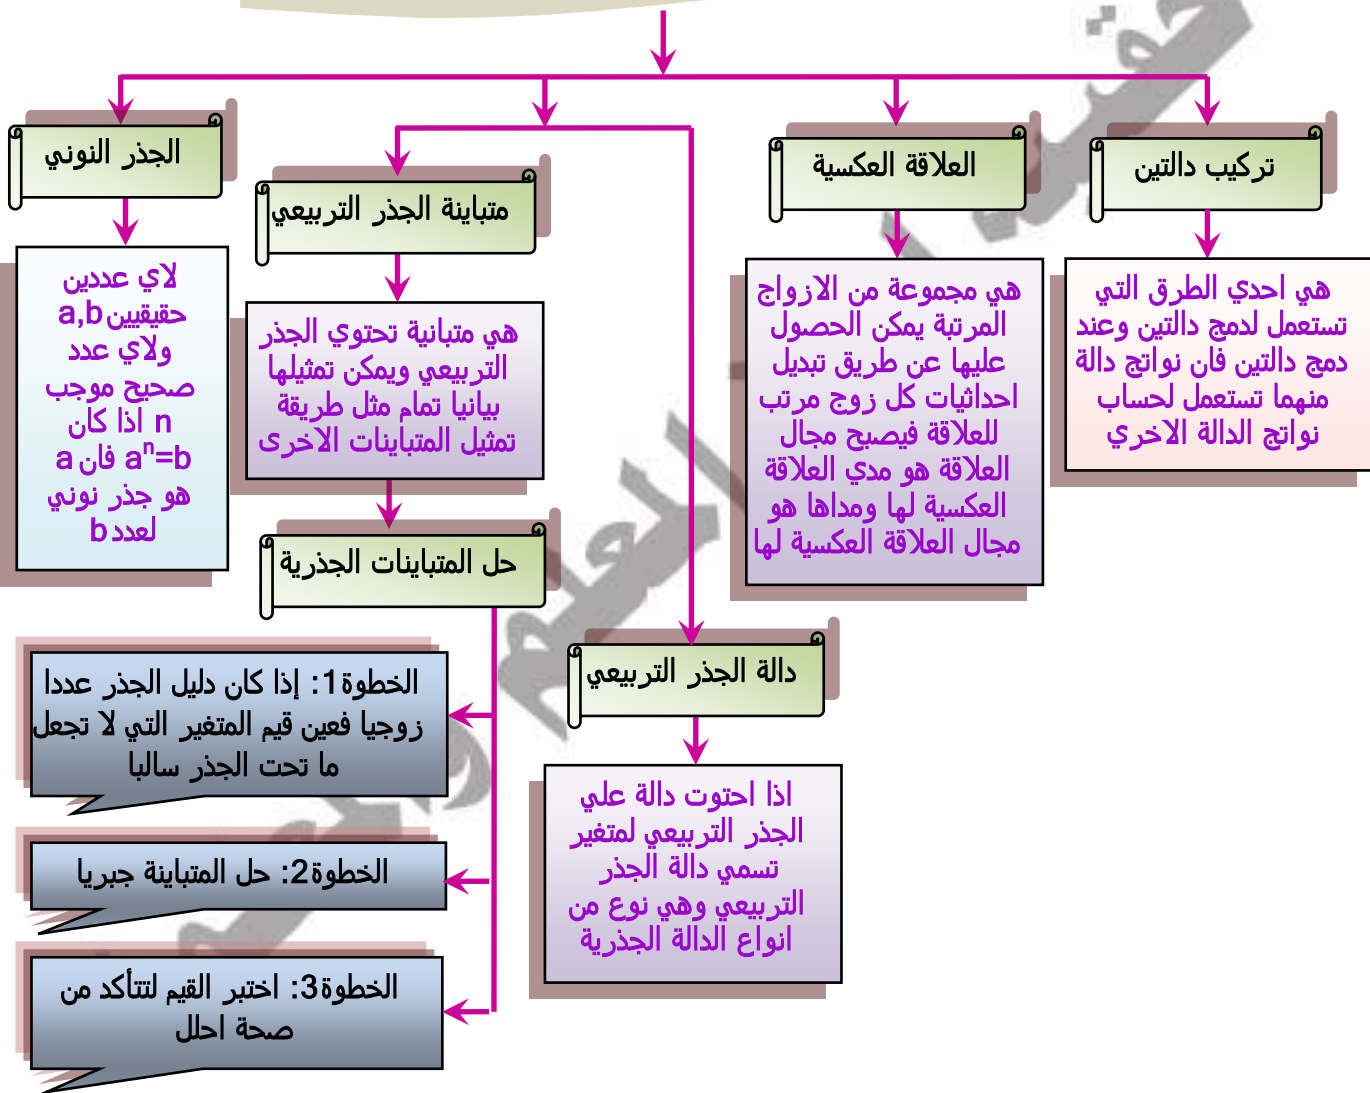 تركيب دالتين
هي احدي الطرق التي
تستعمل لدمج دالتين وعند
دمج دالتين فان نواتج دالة
منهما تستعمل لحساب
نواتج الدالة الاخري
العلاقة العكسية
هي مجموعة من الازواج
المرتبة يمكن الحصول
عليها عن طريق تبديل
احداثيات كل زوج مرتب
للعلاقة فيصبح مجال
العلاقة هو مدي العلاقة
العكسية لها ومداها هو
مجال العلاقة العكسية لها
دالة الجذر التربيعي
اذا احتوت دالة علي
الجذر التربيعي لمتغير
تسمي دالة الجذر
التربيعي وهي نوع من
انواع الدالة الجذرية
متباينة الجذر التربيعي
هي متبانية تحتوي الجذر
التربيعي ويمكن تمثيلها
بيانيا تمام مثل طريقة
تمثيل المتباينات الاخرى
حل المتباينات الجذرية
الخطوة1: إذا كان دليل الجذر عددا
زوجيا فعين قيم المتغير التي لا تجعل
ما تحت الجذر سالبا
الخطوة2: حل المتباينة جبريا
الخطوة3: اختبر القيم لتتأكد من
صحة احلل
الجذر النوني
لاي عددين
حقيقيين a,b
ولاي عدد
صحيح موجب
n اذا كان
aⁿ=b فان a
هو جذر نوني
لعدد b